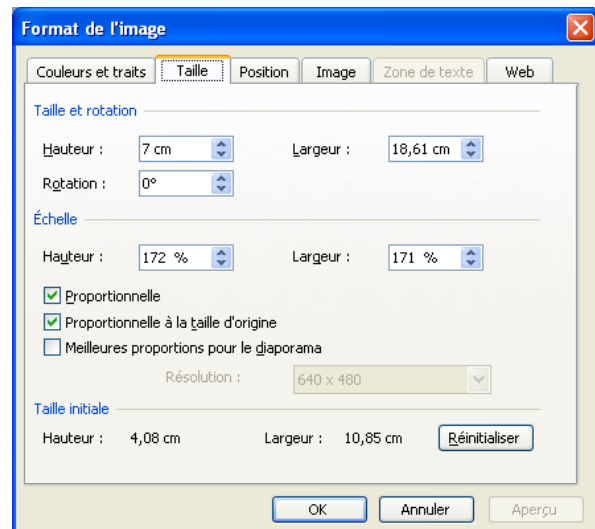 Format de l'image
Couleurs et traits Taille Position Image Zone de texte Web
Taille et rotation
Hauteur : 7 cm Largeur : 18,61 cm
Rotation : 0°
Échelle
Hauteur : 172 % Largeur : 171 %
Proportionnelle
Proportionnelle à la taille d'origine
Meilleures proportions pour le diaporama
Résolution : 640 x 480
Taille initiale
Hauteur : 4,08 cm Largeur : 10,85 cm Réinitialiser
OK Annuler Aperçu